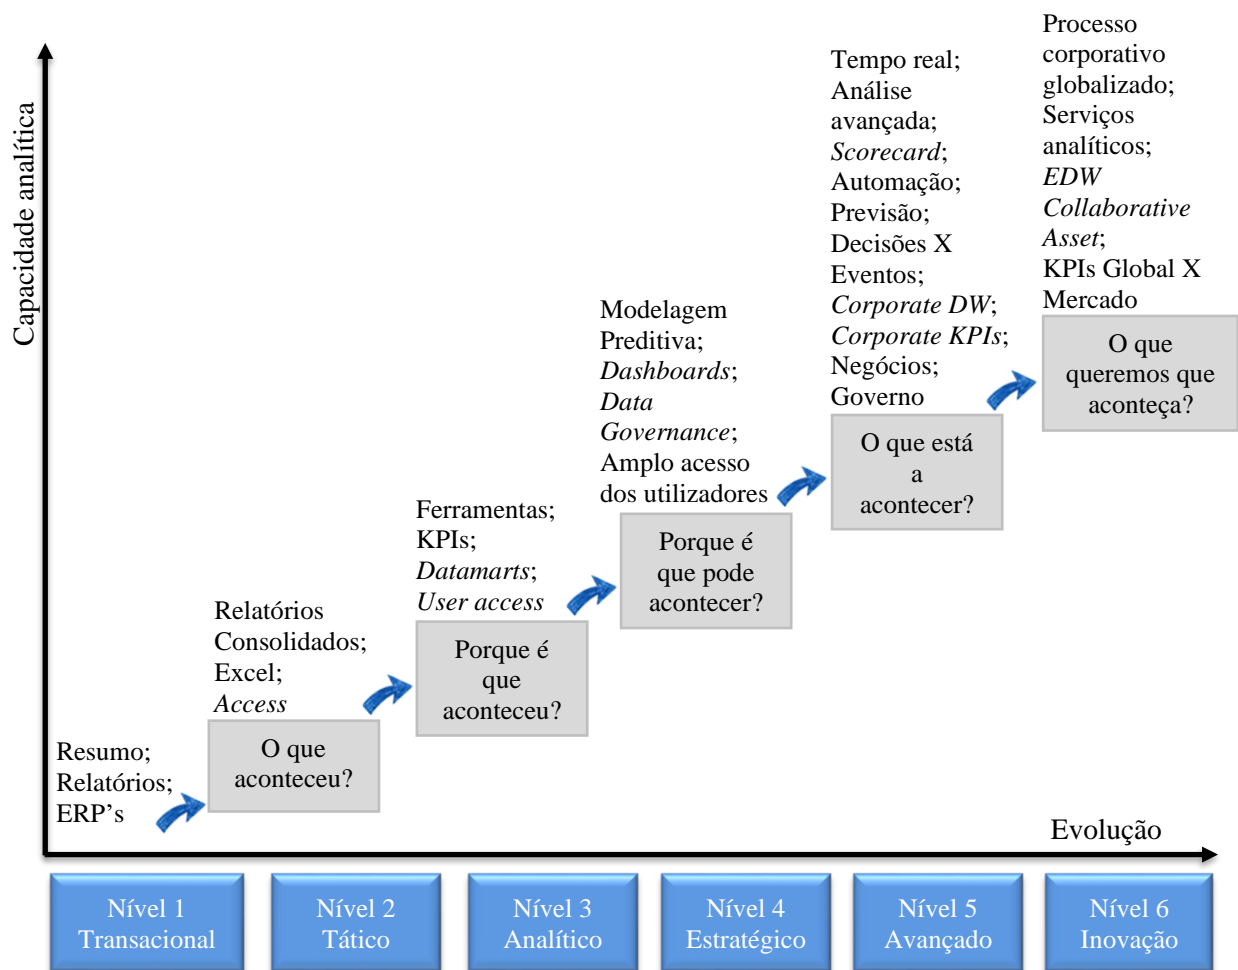 Capacidade analítica
Resumo;
Relatórios;
ERP's
Relatórios
Consolidados;
Excel;
Access
O que
aconteceu?
Ferramentas;
KPIs;
Datamarts;
User access
Porque é
que
aconteceu?
Modelagem
Preditiva;
Dashboards;
Data
Governance;
Amplo acesso
dos utilizadores
Porque é
que pode
acontecer?
Tempo real;
Análise
avançada;
Scorecard;
Automação;
Previsão;
Decisões X
Eventos;
Corporate DW;
Corporate KPIs;
Negócios;
Governo
O que está
a
acontecer?
Processo
corporativo
globalizado;
Serviços
analíticos;
EDW
Collaborative
Asset;
KPIs Global X
Mercado
O que
queremos que
aconteça?
Evolução
Nível 1
Transacional
Nível 2
Tático
Nível 3
Analítico
Nível 4
Estratégico
Nível 5
Avançado
Nível 6
Inovação